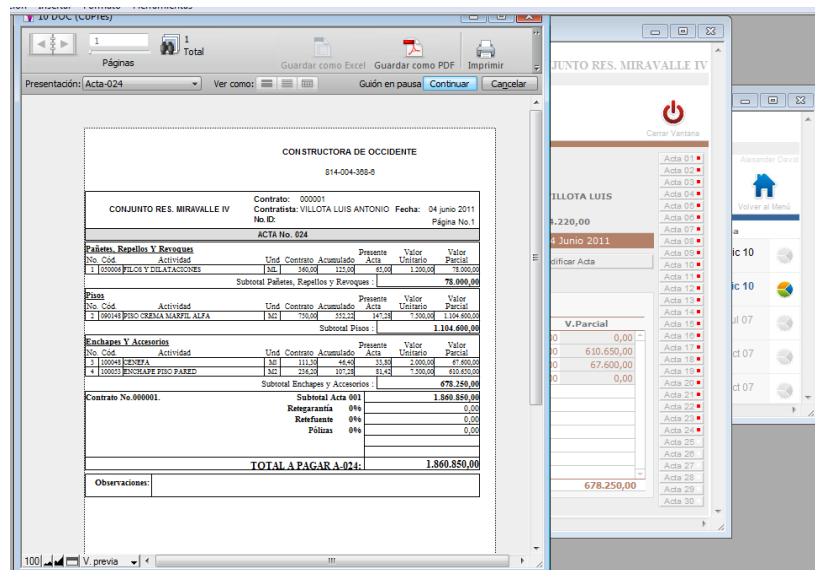 10 DOC (CoPres)
1
1
Total
Páginas
Guardar como Excel Guardar como PDF Imprimir
Presentación: Acta-024 Ver como: Guión en pausa Continuar Cancelar
CONSTRUCTORA DE OCCIDENTE
814-004-368-6
CONJUNTO RES. MIRAVALLE IV
Contrato: 000001
Contratista: VILLOTA LUIS ANTONIO Fecha: 04 junio 2011
No. ID: Página No.1
ACTA No. 024
Pañetes, Repellos Y Revoques
No. Cód. Actividad Und Contrato Acumulado Presente Acta Valor Unitario Valor Parcial
1 050006 FILOS Y DILATACIONES ML 360,00 125,00 65,00 1.200,00 78.000,00
Subtotal Pañetes, Repellos y Revoques : 78.000,00
Pisos
No. Cód. Actividad Und Contrato Acumulado Presente Acta Valor Unitario Valor Parcial
2 090148 PISO CREMA MARFIL ALFA M2 750,00 552,22 147,28 7.500,00 1.104.600,00
Subtotal Pisos : 1.104.600,00
Enchapes Y Accesorios
No. Cód. Actividad Und Contrato Acumulado Presente Acta Valor Unitario Valor Parcial
3 100048 CENEFA Ml 111,30 46,40 33,80 2.000,00 67.600,00
4 100053 ENCHAPE PISO PARED M2 236,20 107,28 81,42 7.500,00 610.650,00
Subtotal Enchapes y Accesorios : 678.250,00
Contrato No.000001. Subtotal Acta 001 1.860.850,00
Retegarantía 0% 0,00
Retefuente 0% 0,00
Pólizas 0% 0,00
TOTAL A PAGAR A-024: 1.860.850,00
Observaciones:
100 V. previa
JUNTO RES. MIRAVALLE IV
Cerrar Ventana
VILLOTA LUIS
4.220,00
4 Junio 2011
dificar Acta
V.Parcial
0,00
610.650,00
67.600,00
0,00
678.250,00
Acta 01
Acta 02
Acta 03
Acta 04
Acta 05
Acta 06
Acta 07
Acta 08
Acta 09
Acta 10
Acta 11
Acta 12
Acta 13
Acta 14
Acta 15
Acta 16
Acta 17
Acta 18
Acta 19
Acta 20
Acta 21
Acta 22
Acta 23
Acta 24
Acta 25
Acta 26
Acta 27
Acta 28
Acta 29
Acta 30
Alexander David
Volver al Menú
ic 10
ic 10
ul 07
ct 07
ct 07